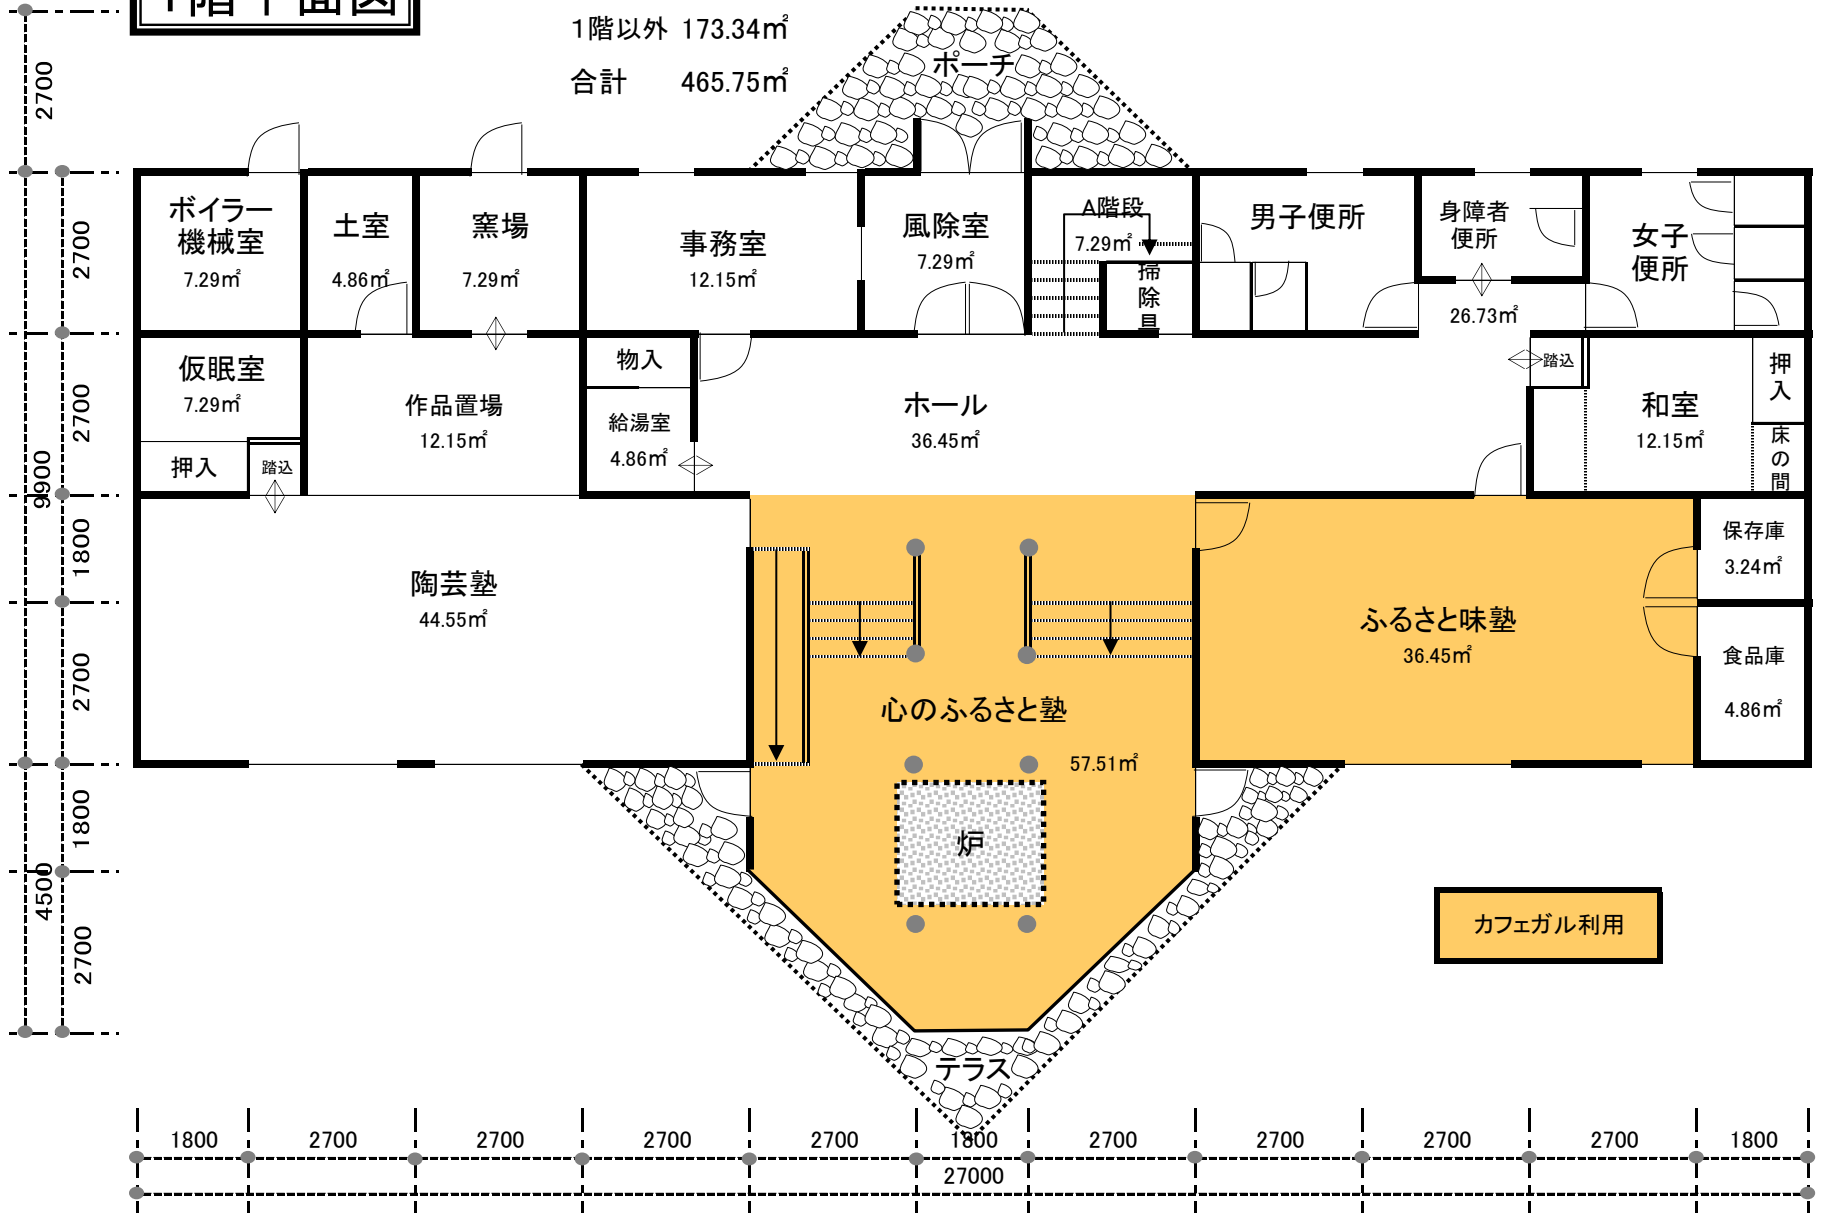 1階平面図
1階以外 173.34㎡
合計 465.75㎡
ポーチ
ボイラー
機械室
7.29㎡
土室
4.86㎡
窯場
7.29㎡
事務室
12.15㎡
風除室
7.29㎡
A階段
7.29㎡
掃除具
男子便所
身障者
便所
26.73㎡
女子
便所
仮眠室
7.29㎡
押入
踏込
作品置場
12.15㎡
物入
給湯室
4.86㎡
ホール
36.45㎡
踏込
和室
12.15㎡
押入
床の間
陶芸塾
44.55㎡
心のふるさと塾
57.51㎡
炉
ふるさと味塾
36.45㎡
保存庫
3.24㎡
食品庫
4.86㎡
テラス
カフェガル利用
2700
2700
2700
9900
1800
2700
1800
4500
2700
1800 2700 2700 2700 2700 1800 2700 2700 2700 2700 1800
27000